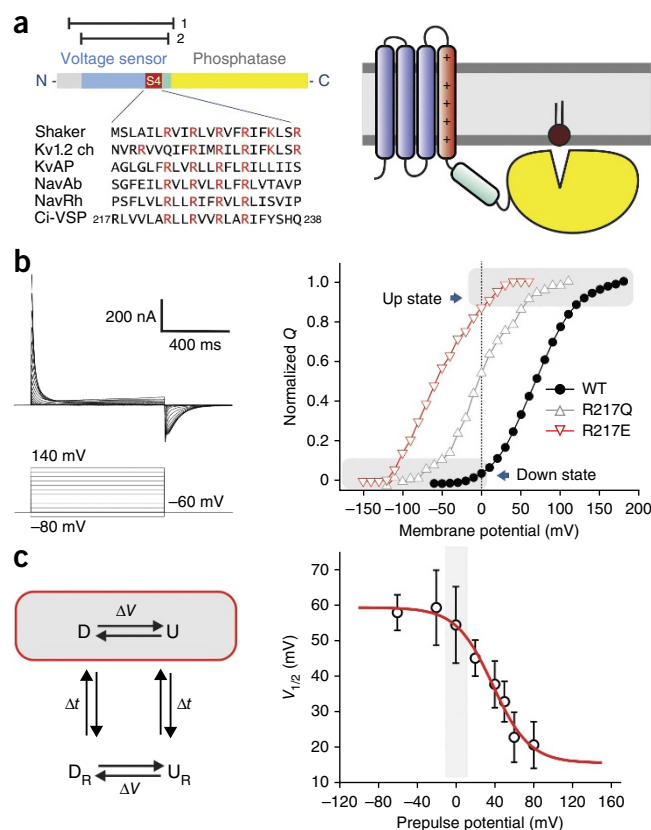 a
1
2
Voltage sensor Phosphatase
N - S4 - C
Shaker MSLAILRVIRLVRVFRIFKLSR
Kv1.2 ch NVRRVVQIFRIMRILRIFKLSR
KvAP AGLGLFRLVRLLRFLRILLIIS
NavAb SGFEILRVLRVLRLFRLVTAVP
NavRh PSFLVLRLLRIFRVLRLISVIP
Ci-VSP 217RLVVLARLLRVVRLARIFYSHQ238
+
+
+
+
+
b
200 nA
400 ms
140 mV
–60 mV
–80 mV
Normalized Q
1.0
0.8
0.6
0.4
0.2
0
Up state
WT
R217Q
R217E
Down state
–150 –100 –50 0 50 100 150 200
Membrane potential (mV)
c
ΔV
D U
Δt Δt
DR UR
ΔV
V1/2 (mV)
70
60
50
40
30
20
10
–120 –80 –40 0 40 80 120 160
Prepulse potential (mV)